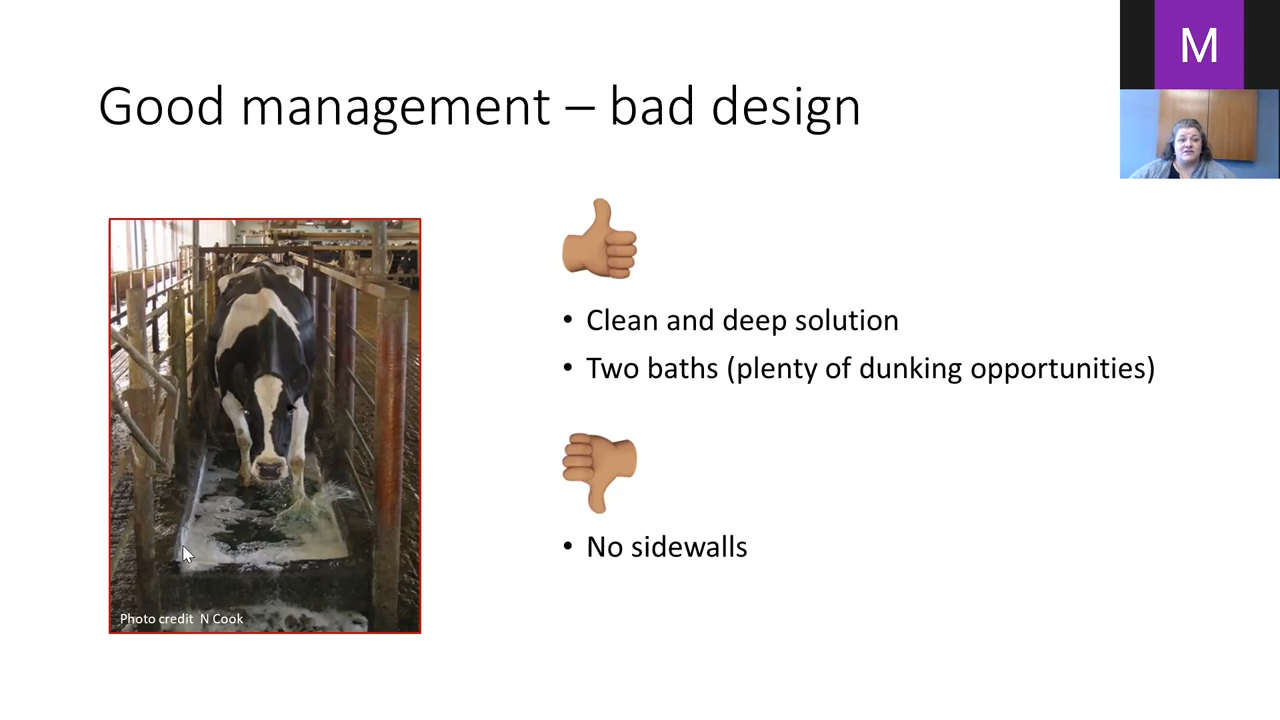 Good management – bad design
M
• Clean and deep solution
• Two baths (plenty of dunking opportunities)
• No sidewalls
Photo credit N Cook